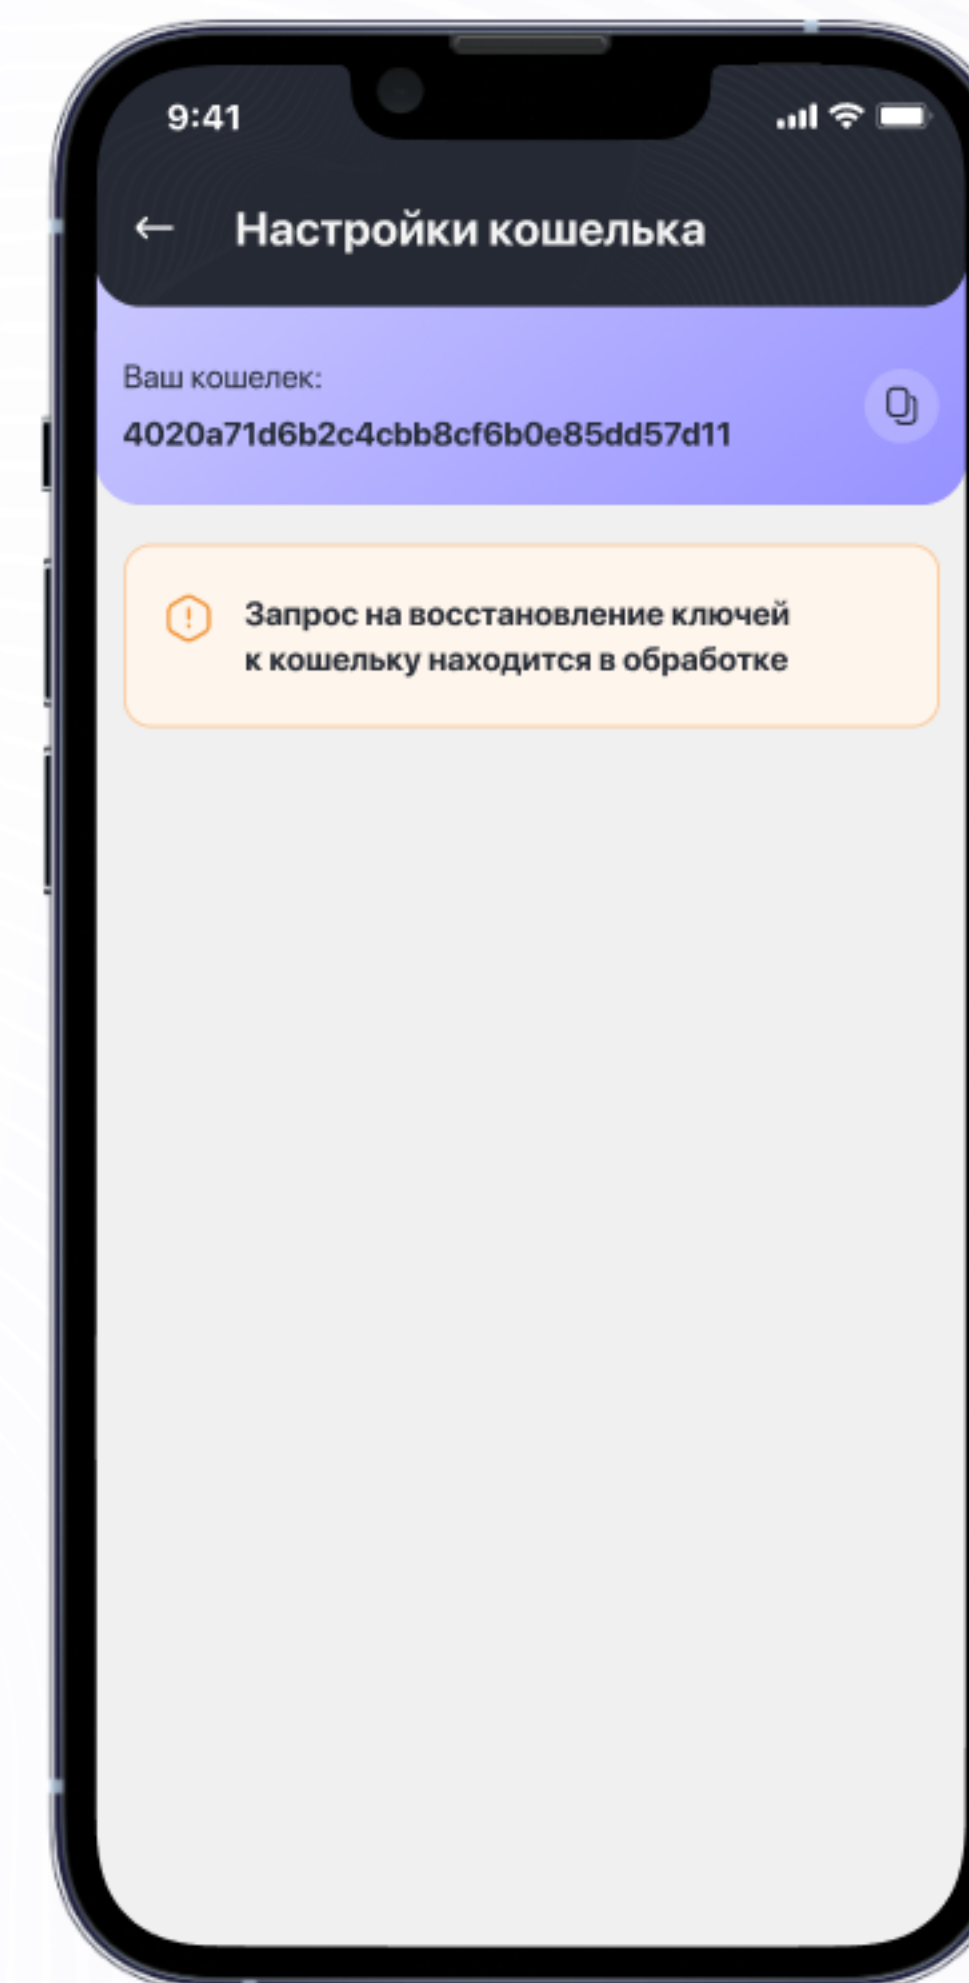 9:41
Настройки кошелька
Ваш кошелек:
4020a71d6b2c4cbb8cf6b0e85dd57d11
Запрос на восстановление ключей
к кошельку находится в обработке